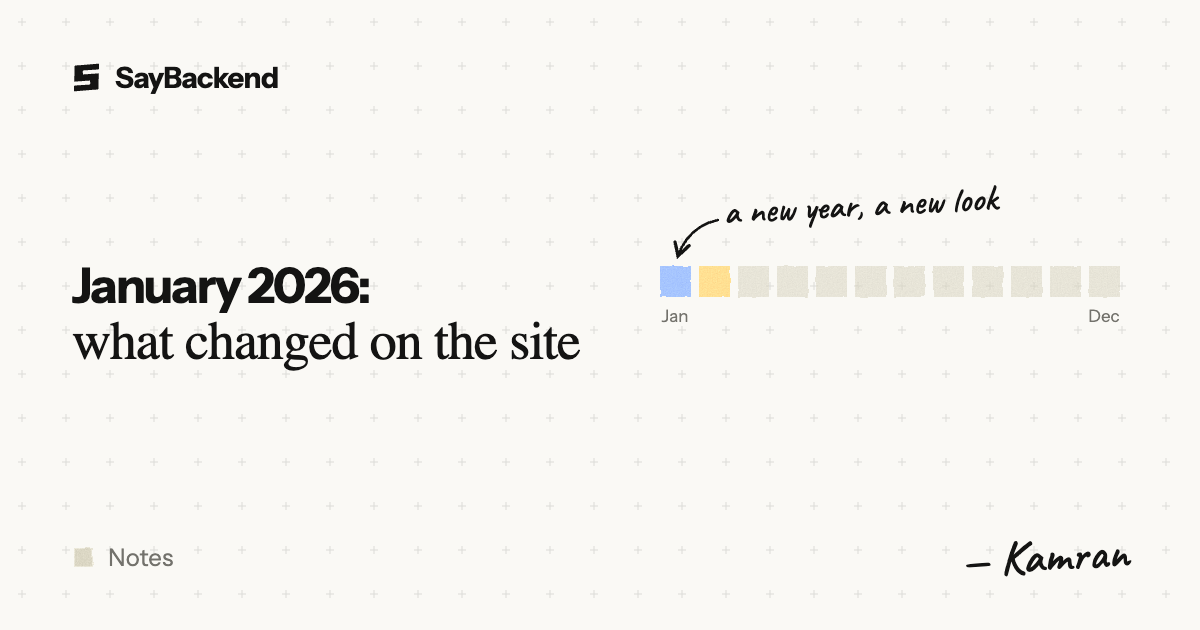 SayBackend
a new year, a new look
January 2026:
what changed on the site
Jan
Dec
Notes
– Kamran